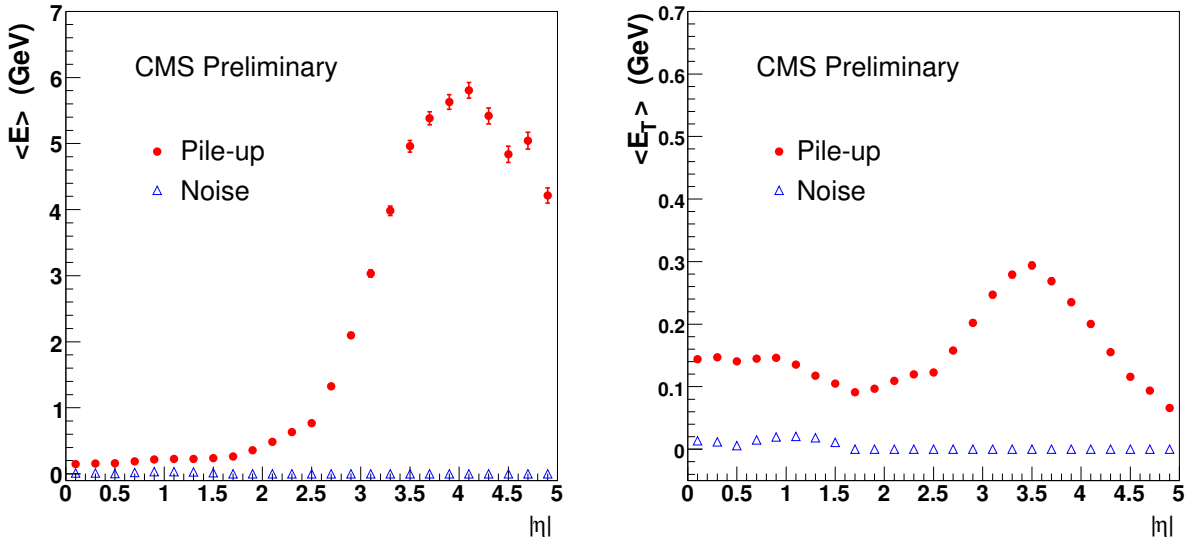 <E> (GeV)
7
6
5
4
3
2
1
0
CMS Preliminary
Pile-up
Noise
0 0.5 1 1.5 2 2.5 3 3.5 4 4.5 5
|η|
<E_T> (GeV)
0.7
0.6
0.5
0.4
0.3
0.2
0.1
0
CMS Preliminary
Pile-up
Noise
0 0.5 1 1.5 2 2.5 3 3.5 4 4.5 5
|η|